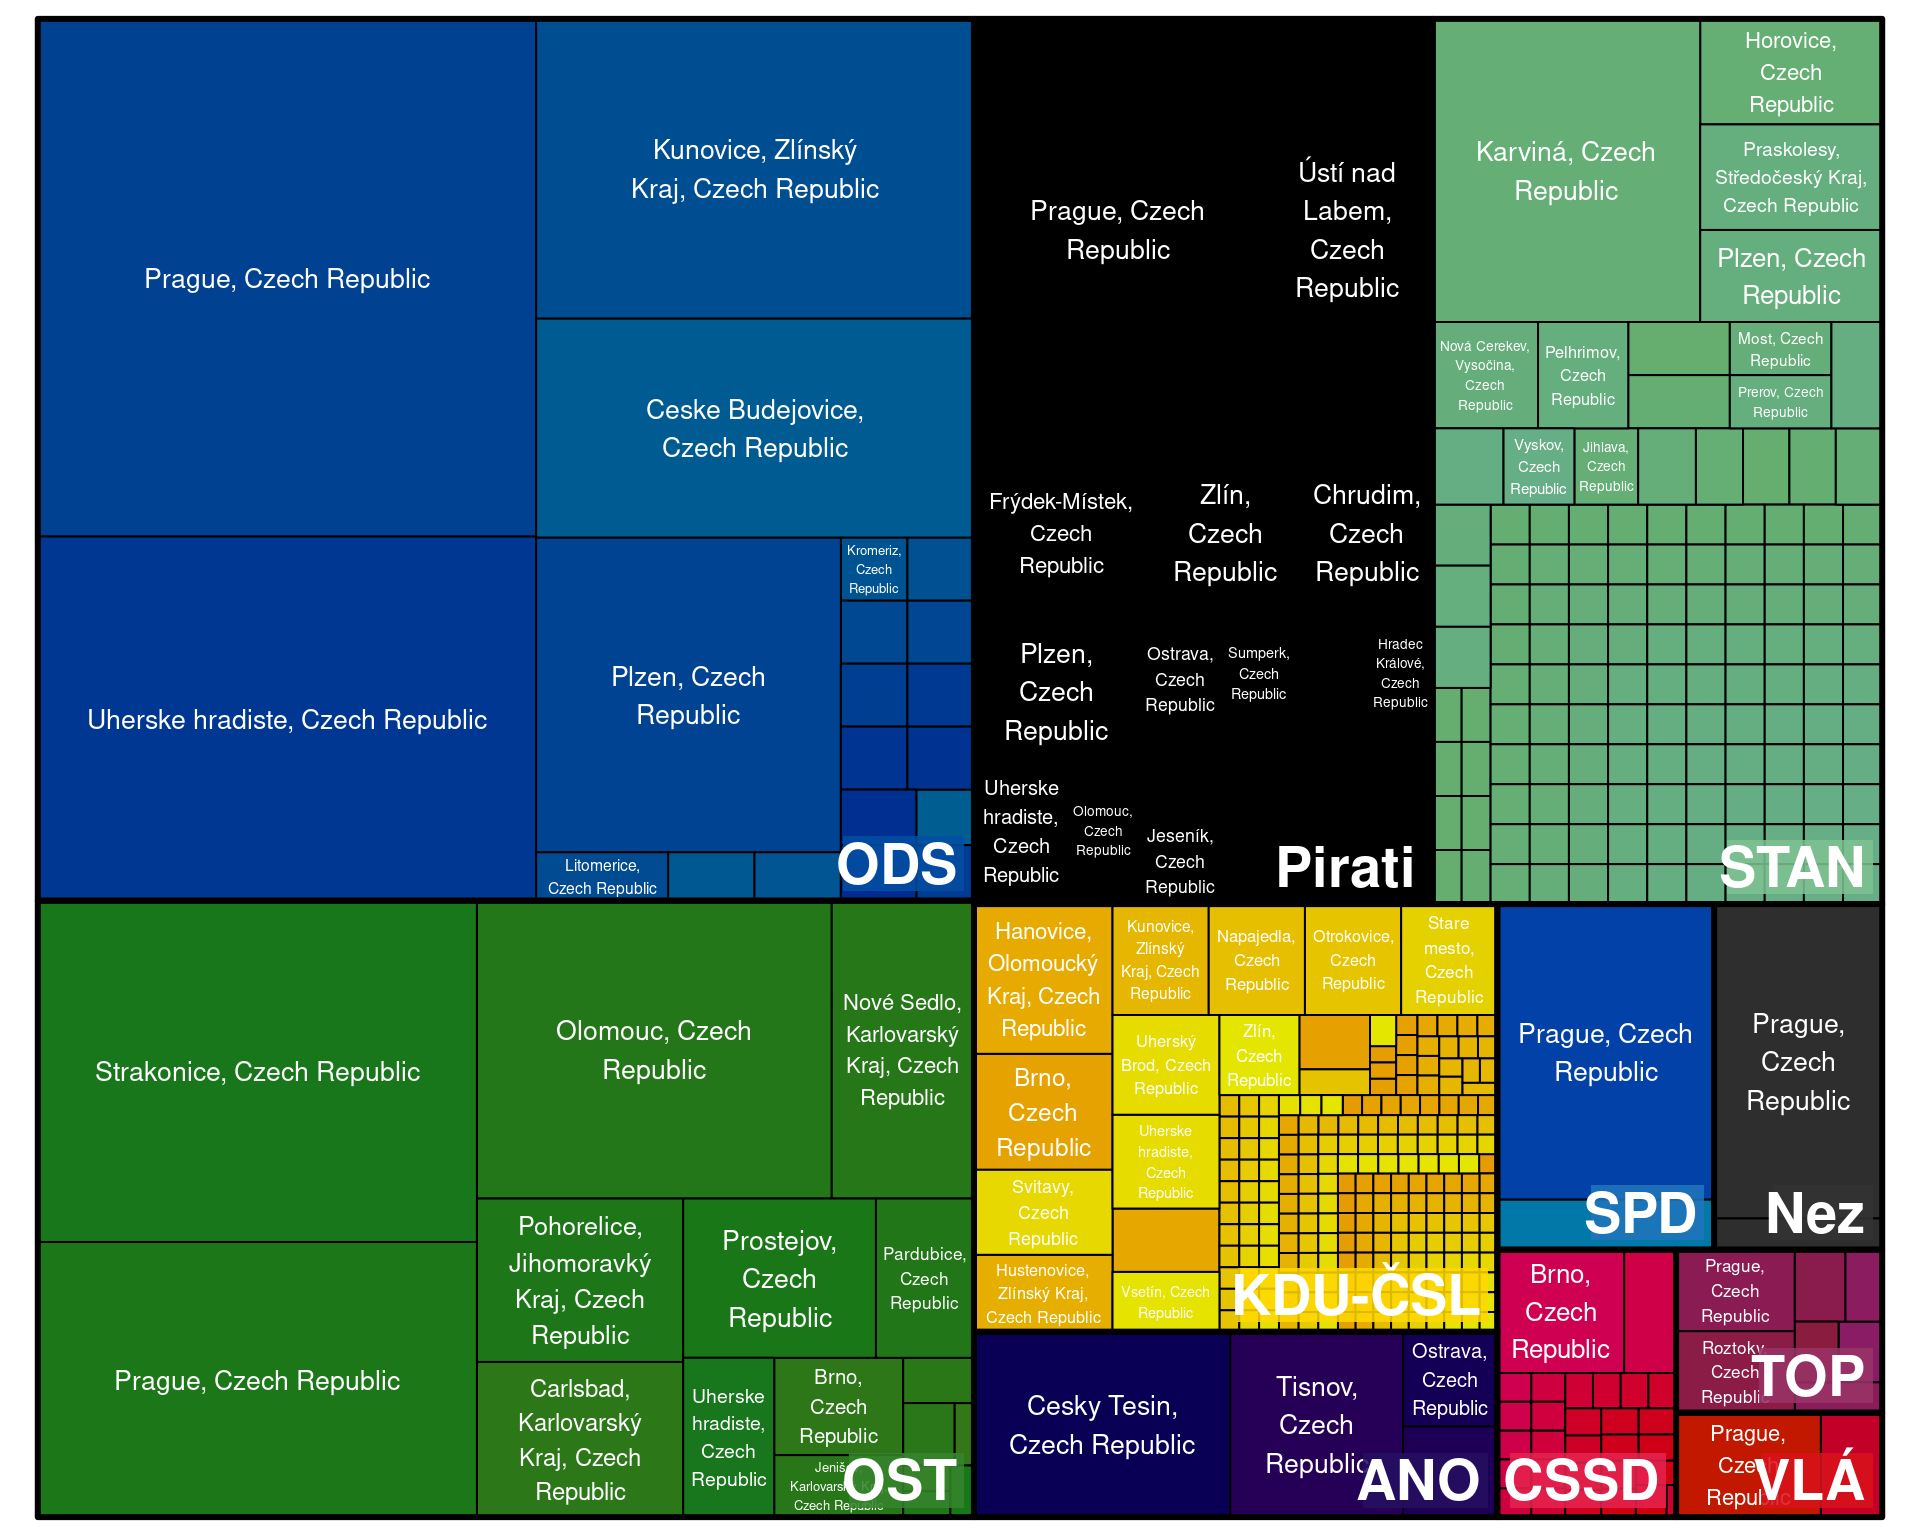 Prague, Czech Republic
Kunovice, Zlínský
Kraj, Czech Republic
Ceske Budejovice,
Czech Republic
Uherske hradiste, Czech Republic
Plzen, Czech
Republic
Kromeriz,
Czech
Republic
Litomerice,
Czech Republic
ODS
Prague, Czech
Republic
Ústí nad
Labem,
Czech
Republic
Frýdek-Místek,
Czech
Republic
Zlín,
Czech
Republic
Chrudim,
Czech
Republic
Plzen,
Czech
Republic
Ostrava,
Czech
Republic
Sumperk,
Czech
Republic
Hradec
Králové,
Czech
Republic
Uherske
hradiste,
Czech
Republic
Olomouc,
Czech
Republic
Jeseník,
Czech
Republic
Pirati
Karviná, Czech
Republic
Horovice,
Czech
Republic
Praskolesy,
Středočeský Kraj,
Czech Republic
Plzen, Czech
Republic
Nová Cerekev,
Vysočina,
Czech
Republic
Pelhrimov,
Czech
Republic
Most, Czech
Republic
Prerov, Czech
Republic
Vyskov,
Czech
Republic
Jihlava,
Czech
Republic
STAN
Strakonice, Czech Republic
Prague, Czech Republic
Olomouc, Czech
Republic
Nové Sedlo,
Karlovarský
Kraj, Czech
Republic
Pohorelice,
Jihomoravký
Kraj, Czech
Republic
Prostejov,
Czech
Republic
Pardubice,
Czech
Republic
Carlsbad,
Karlovarský
Kraj, Czech
Republic
Uherske
hradiste,
Czech
Republic
Brno,
Czech
Republic
Czech Republic
OST
Hanovice,
Olomoucký
Kraj, Czech
Republic
Kunovice,
Zlínský
Kraj, Czech
Republic
Napajedla,
Czech
Republic
Otrokovice,
Czech
Republic
Stare
mesto,
Czech
Republic
Brno,
Czech
Republic
Uherský
Brod, Czech
Republic
Zlín,
Czech
Republic
Uherske
hradiste,
Czech
Republic
Svitavy,
Czech
Republic
Hustenovice,
Zlínský Kraj,
Czech Republic
Vsetín, Czech
Republic
KDU-ČSL
Prague, Czech
Republic
SPD
Prague,
Czech
Republic
Nez
Cesky Tesin,
Czech Republic
Tisnov,
Czech
Republic
Ostrava,
Czech
Republic
ANO
Brno,
Czech
Republic
CSSD
Prague,
Czech
Republic
Roztoky,
Czech
Republic
TOP
Prague,
Czech
Republic
VLÁ